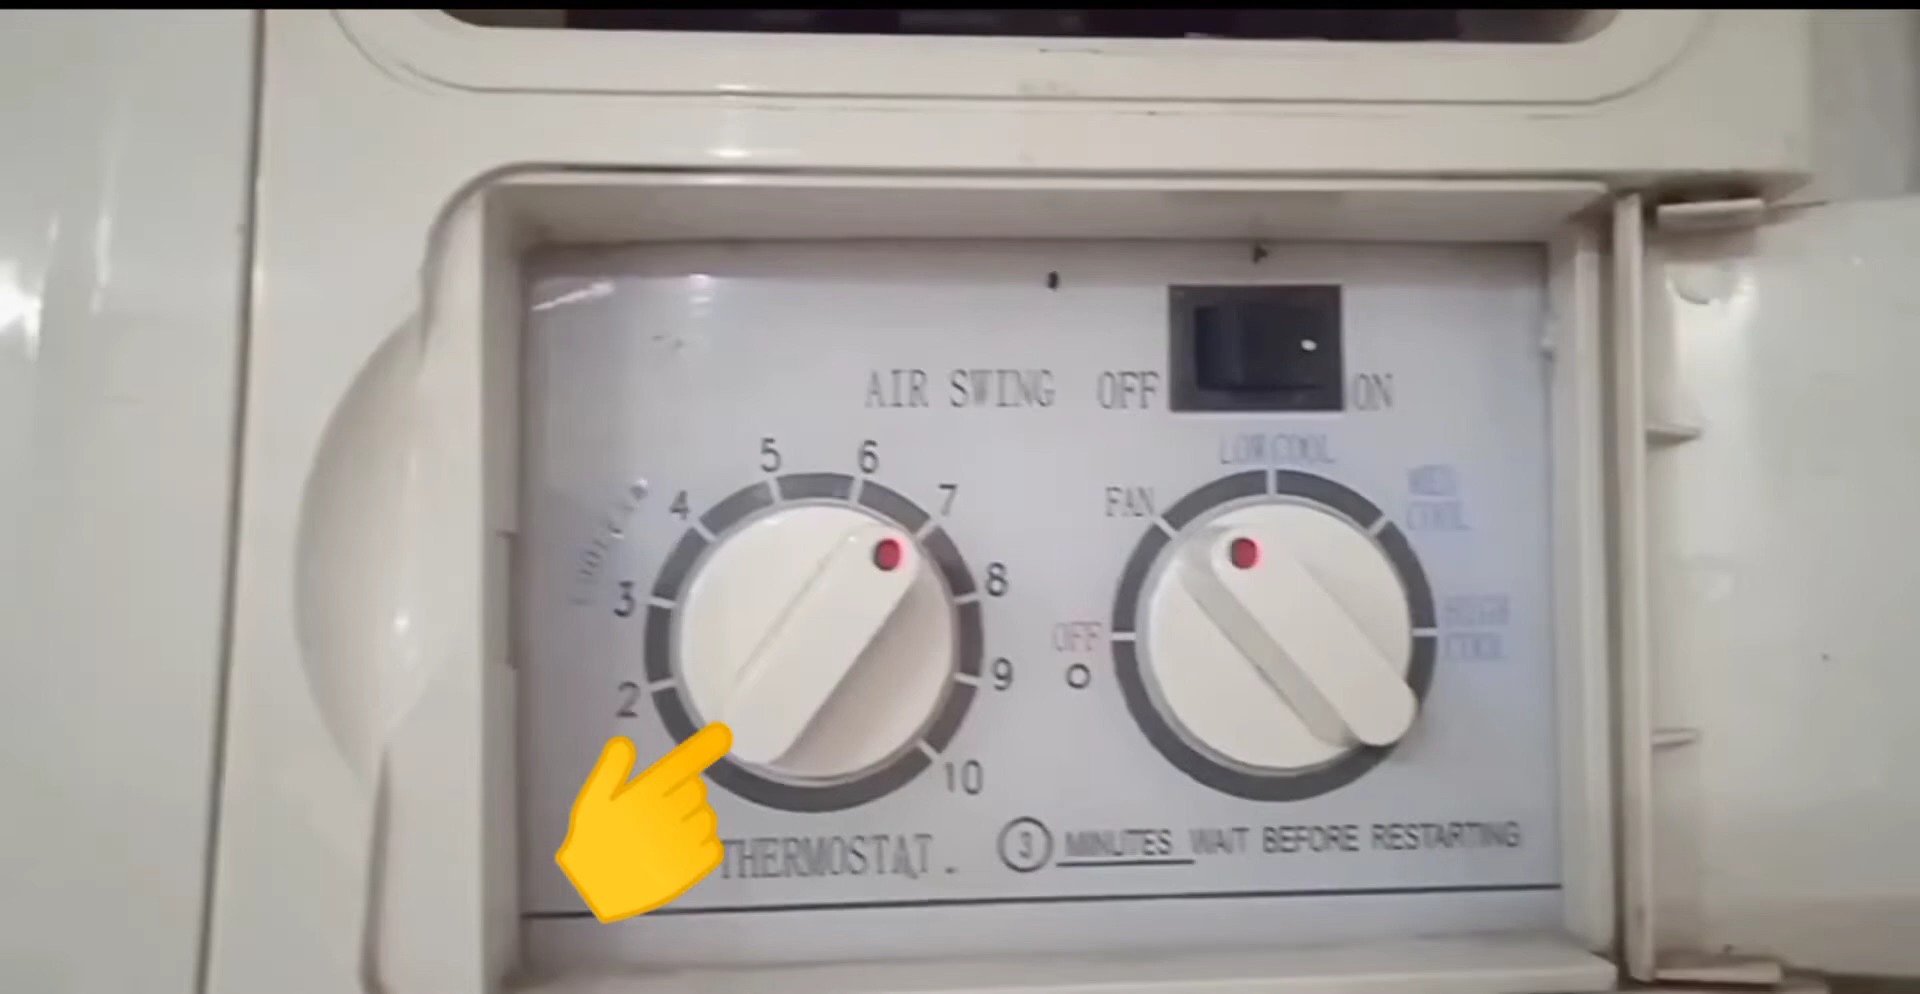 AIR SWING OFF ON
5 6
4 7
3 8
2 9
10
LOW COOL
FAN
MED
COOL
OFF
HIGH
COOL
THERMOSTAT
3 MINUTES WAIT BEFORE RESTARTING